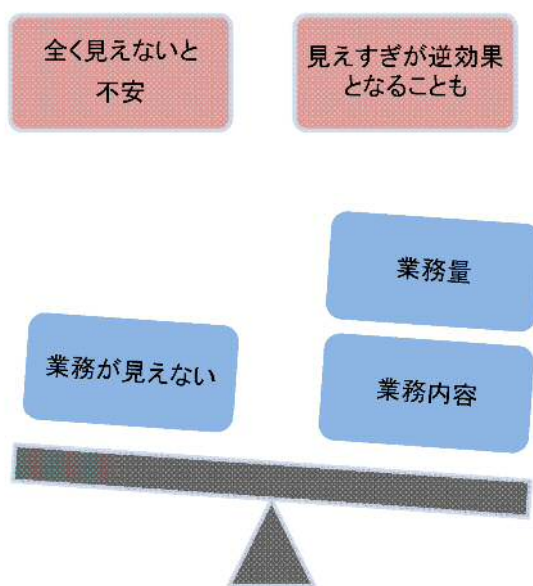 全く見えないと
不安
見えすぎが逆効果
となることも
業務量
業務が見えない
業務内容